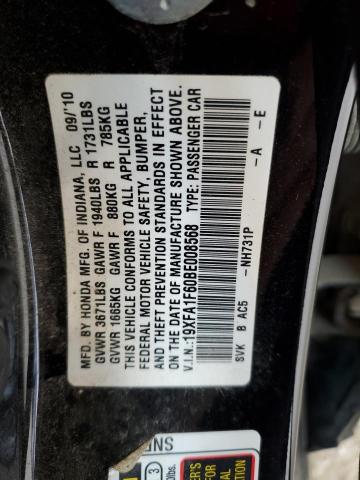 MFD. BY HONDA MFG. OF INDIANA, LLC 09/'10
GVWR 3671LBS GAWR F 1940LBS R 1731LBS
GVWR 1665KG GAWR F 880KG R 785KG
THIS VEHICLE CONFORMS TO ALL APPLICABLE
FEDERAL MOTOR VEHICLE SAFETY, BUMPER,
AND THEFT PREVENTION STANDARDS IN EFFECT
ON THE DATE OF MANUFACTURE SHOWN ABOVE.
V.I.N.:19XFA1F60BE008568 TYPE: PASSENGER CAR
-NH731P -A -E
SVK B AC5
3
0lbs.